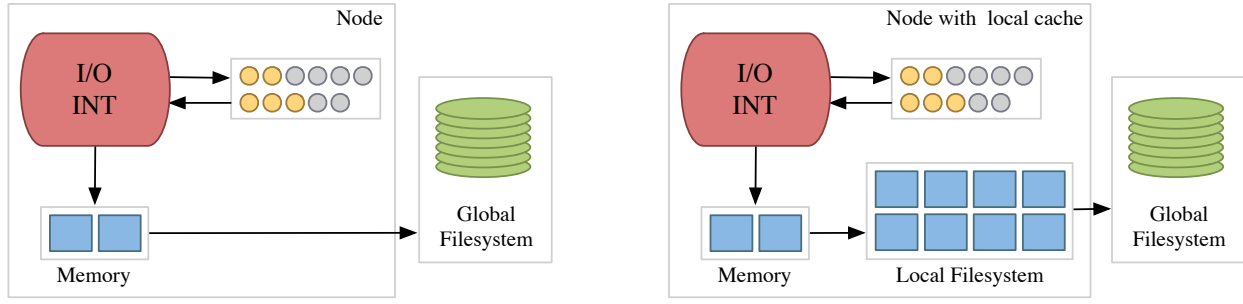 Node
I/O
INT
Global
Filesystem
Memory
Node with local cache
I/O
INT
Global
Filesystem
Memory
Local Filesystem